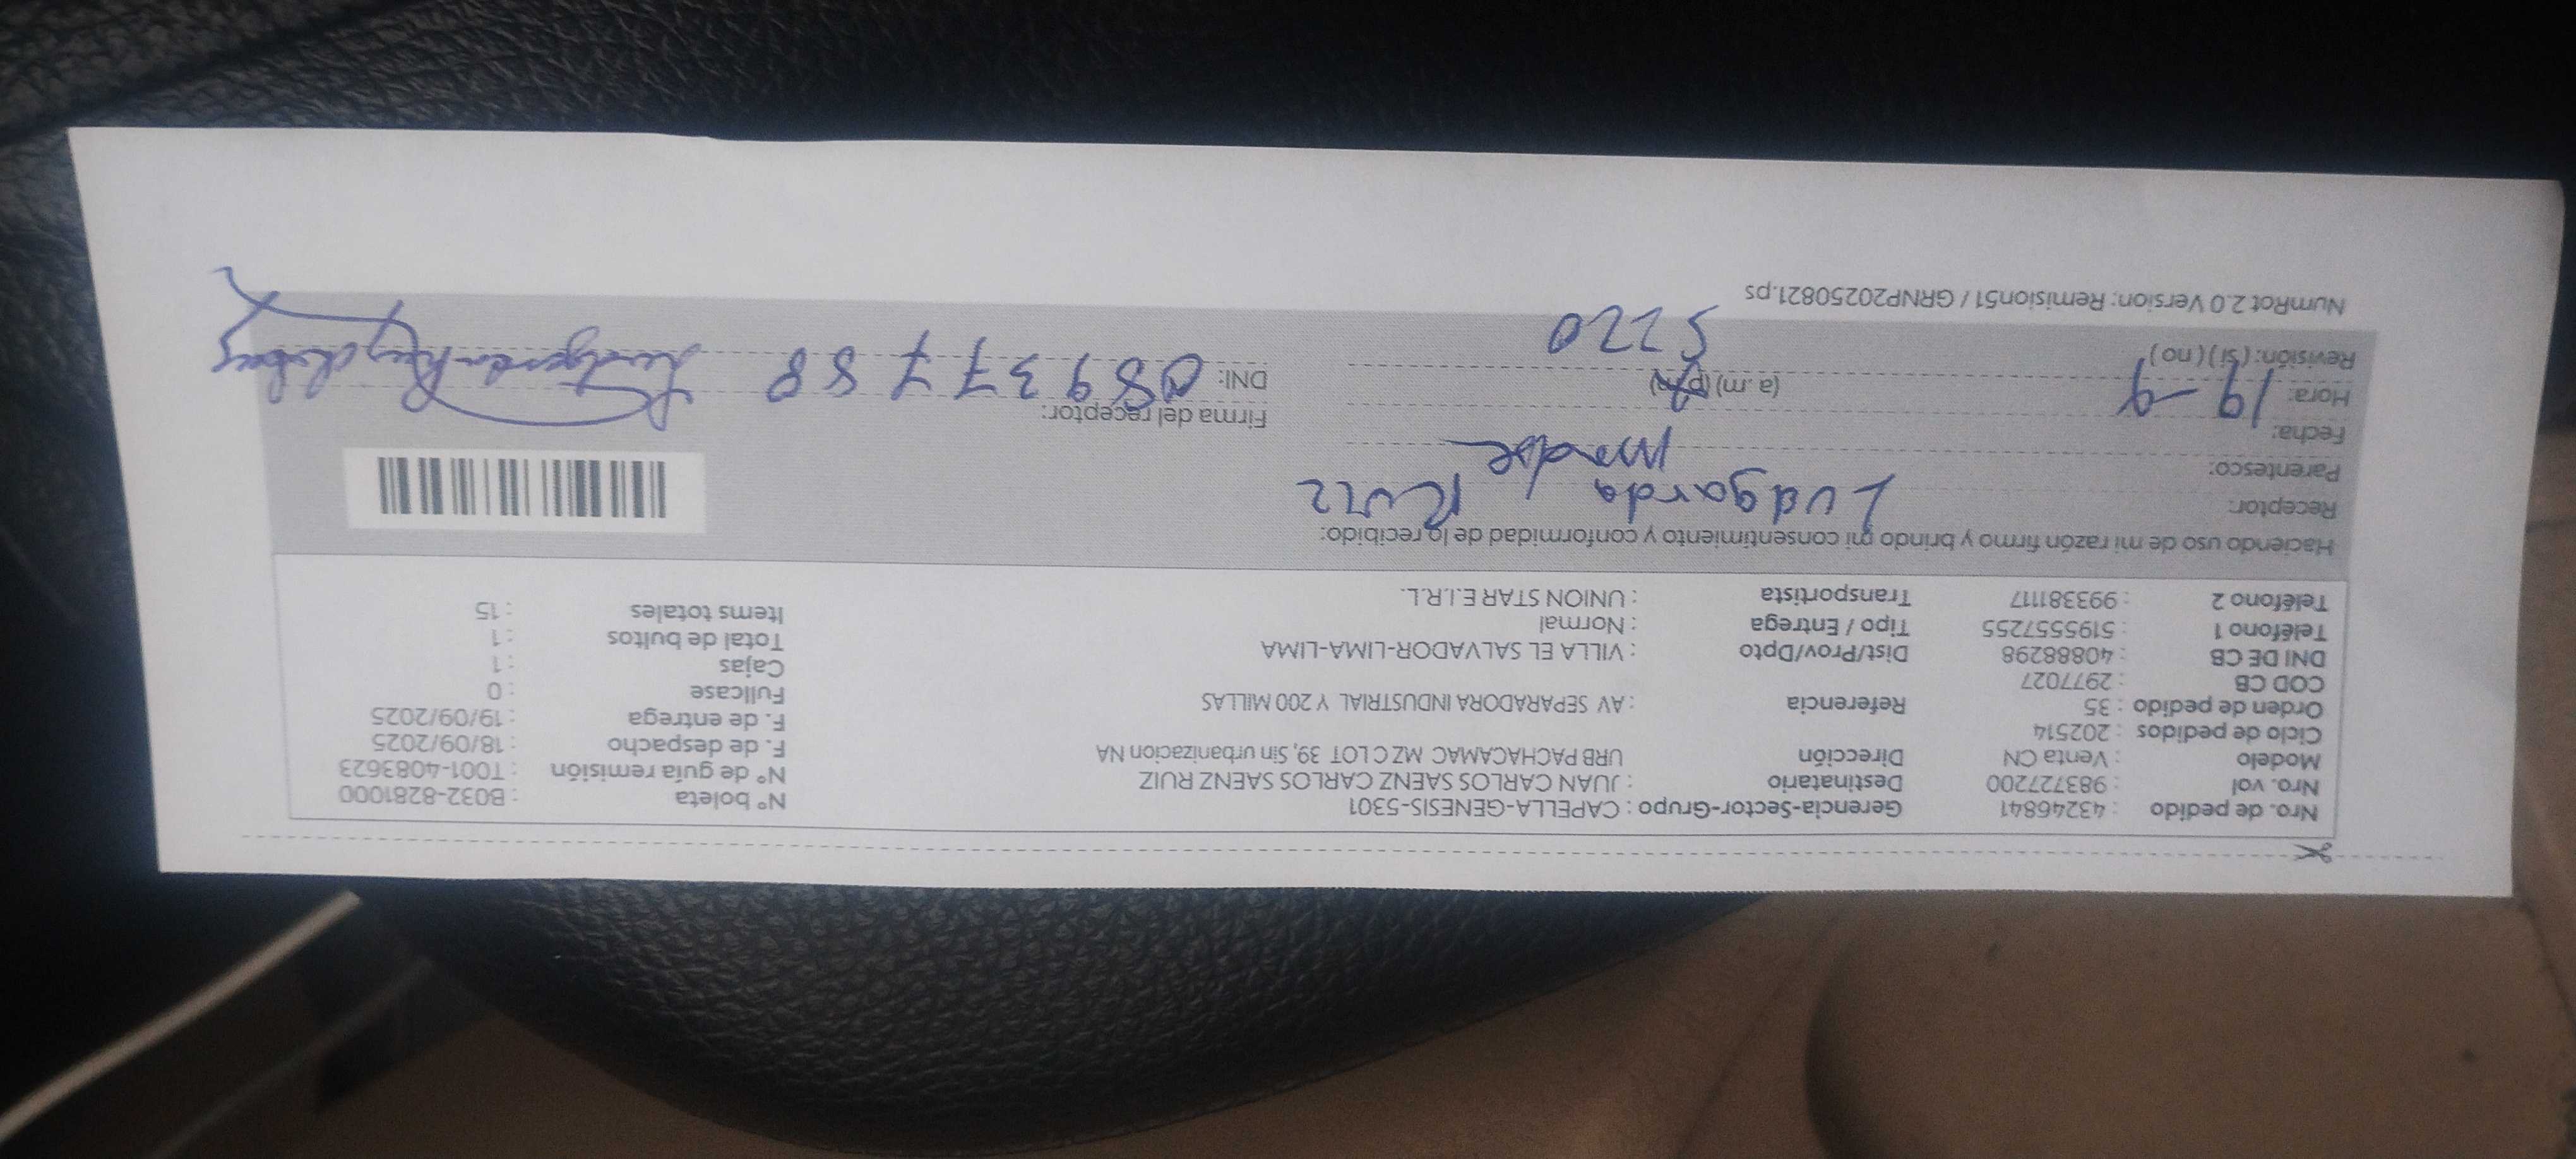 Nro. de pedido : 43246841 Gerencia-Sector-Grupo : CAPELLA-GENESIS-5301 N° boleta : B032-8281000
Nro. val : 983727200 Destinatario : JUAN CARLOS SAENZ CARLOS SAENZ RUIZ N° de guía remisión : T001-4083623
Modelo : Venta CN Dirección URB PACHACAMAC MZ C LOT 39, Sin urbanizacion NA F. de despacho : 18/09/2025
Ciclo de pedidos : 202514 F. de entrega : 19/09/2025
Orden de pedido : 35 Referencia : AV SEPARADORA INDUSTRIAL Y 200 MILLAS Fullcase : 0
COD CB : 2977027 Cajas : 1
DNI DE CB : 40888298 Dist/Prov/Dpto : VILLA EL SALVADOR-LIMA-LIMA Total de bultos : 1
Teléfono 1 : 51955557255 Tipo / Entrega : Normal Items totales : 15
Teléfono 2 : 993381117 Transportista : UNION STAR E.I.R.L.
Haciendo uso de mi razón firmo y brindo mi consentimiento y conformidad de lo recibido:
Receptor: Ludgarda Ruiz
Parentesco: madre
Fecha: 19-9
Firma del receptor:
Hora: (a .m) (p.m) DNI: 08937758
Revisión: (si) (no) 5220
NumRot 2.0 Version: Remision51 / GRNP20250821.ps